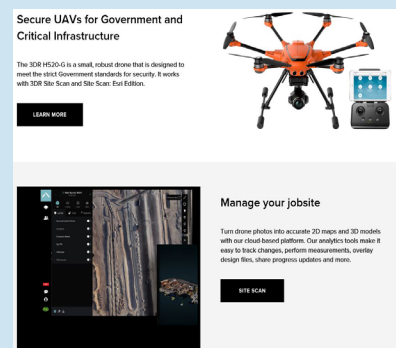 Secure UAVs for Government and
Critical Infrastructure
The 3DR H520-G is a small, robust drone that is designed to
meet the strict Government standards for security. It works
with 3DR Site Scan and Site Scan: Esri Edition.
LEARN MORE
Manage your jobsite
Turn drone photos into accurate 2D maps and 3D models
with our cloud-based platform. Our analytics tools make it
easy to track changes, perform measurements, overlay
design files, share progress updates and more.
SITE SCAN